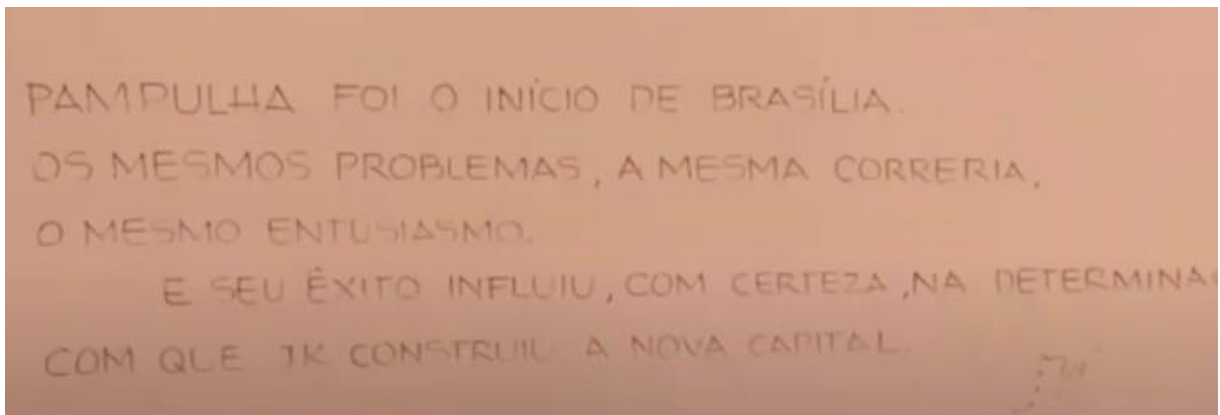 PAMPULHA FOI O INÍCIO DE BRASÍLIA.
OS MESMOS PROBLEMAS, A MESMA CORRERIA,
O MESMO ENTUSIASMO.
E SEU ÊXITO INFLUIU, COM CERTEZA, NA DETERMINA
COM QUE JK CONSTRUIU A NOVA CAPITAL.